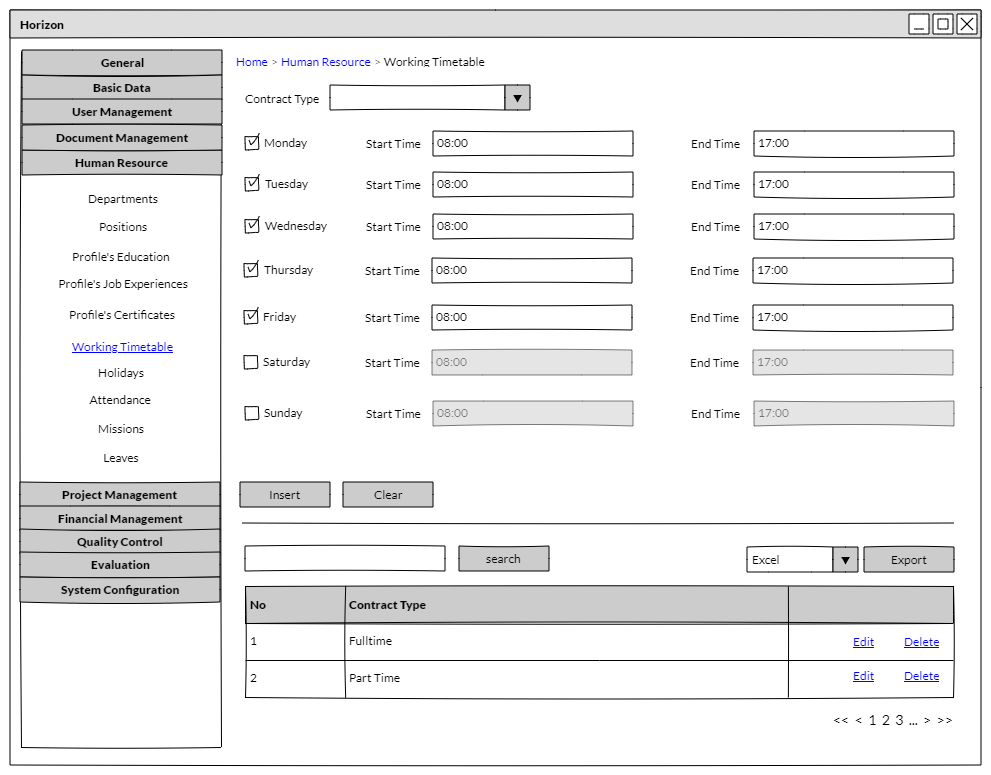 Horizon
General
Basic Data
User Management
Document Management
Human Resource
Departments
Positions
Profile's Education
Profile's Job Experiences
Profile's Certificates
Working Timetable
Holidays
Attendance
Missions
Leaves
Project Management
Financial Management
Quality Control
Evaluation
System Configuration
Home > Human Resource > Working Timetable
Contract Type
Monday Start Time 08:00 End Time 17:00
Tuesday Start Time 08:00 End Time 17:00
Wednesday Start Time 08:00 End Time 17:00
Thursday Start Time 08:00 End Time 17:00
Friday Start Time 08:00 End Time 17:00
Saturday Start Time 08:00 End Time 17:00
Sunday Start Time 08:00 End Time 17:00
Insert Clear
search Excel Export
No Contract Type
1 Fulltime Edit Delete
2 Part Time Edit Delete
<< < 1 2 3 ... > >>